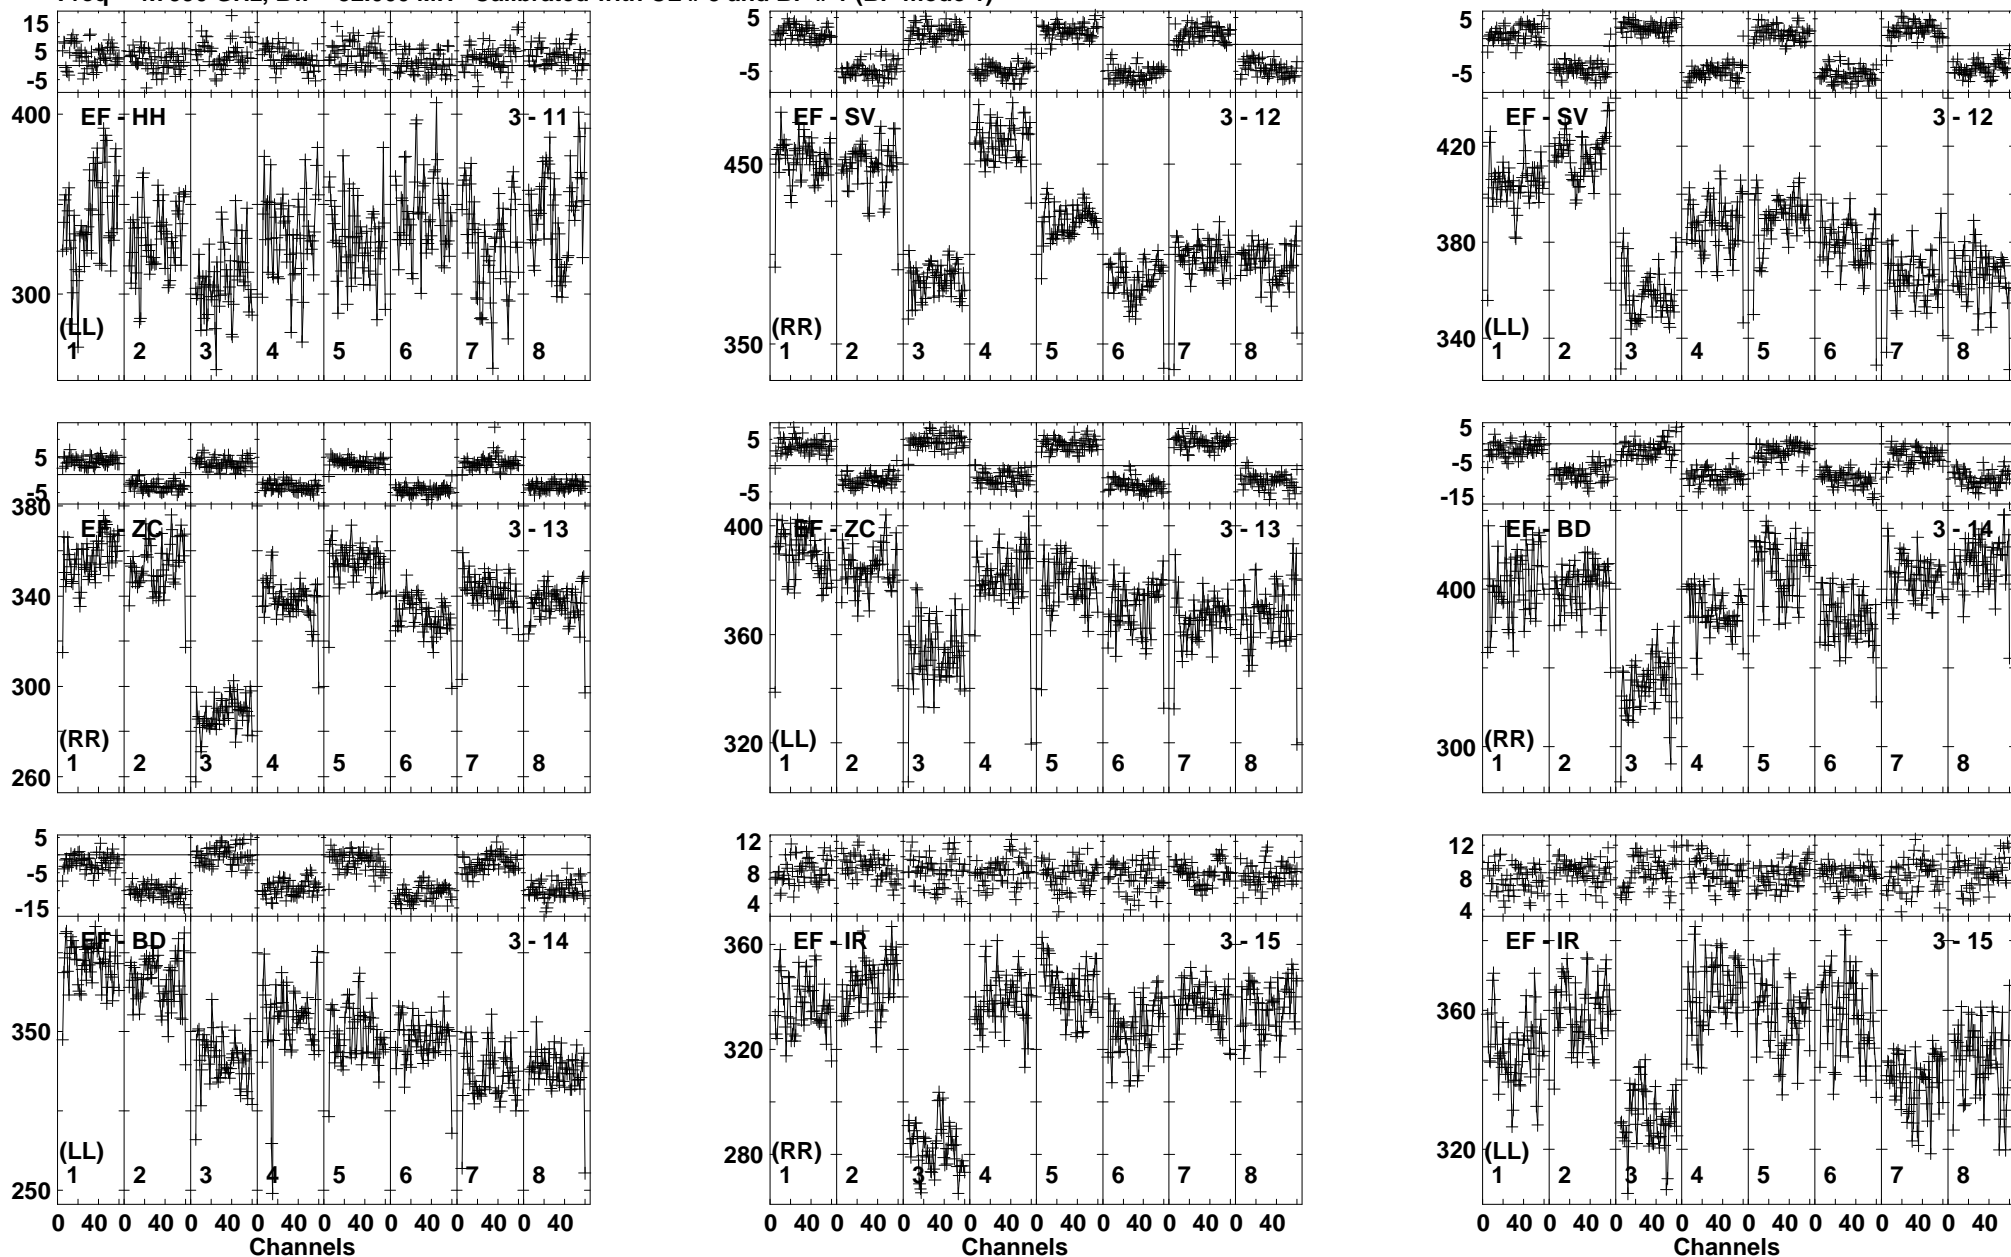 15 5 -5
400 300
EF - HH 3 - 11
(LL)
1 2 3 4 5 6 7 8
5 -5
450 350
EF - SV 3 - 12
(RR)
1 2 3 4 5 6 7 8
5 -5
420 380 340
EF - SV 3 - 12
(LL)
1 2 3 4 5 6 7 8
5 -5
380 340 300 260
EF - ZC 3 - 13
(RR)
1 2 3 4 5 6 7 8
5 -5
400 360 320
EF - ZC 3 - 13
(LL)
1 2 3 4 5 6 7 8
5 -5 -15
400 300
EF - BD 3 - 14
(RR)
1 2 3 4 5 6 7 8
5 -5 -15
350 250
EF - BD 3 - 14
(LL)
1 2 3 4 5 6 7 8
0 40 0 40 0 40 0 40 0 40 0 40 0 40 0 40
Channels
12 8 4
360 320 280
EF - IR 3 - 15
(RR)
1 2 3 4 5 6 7 8
0 40 0 40 0 40 0 40 0 40 0 40 0 40 0 40
Channels
12 8 4
360 320
EF - IR 3 - 15
(LL)
1 2 3 4 5 6 7 8
0 40 0 40 0 40 0 40 0 40 0 40 0 40 0 40
Channels